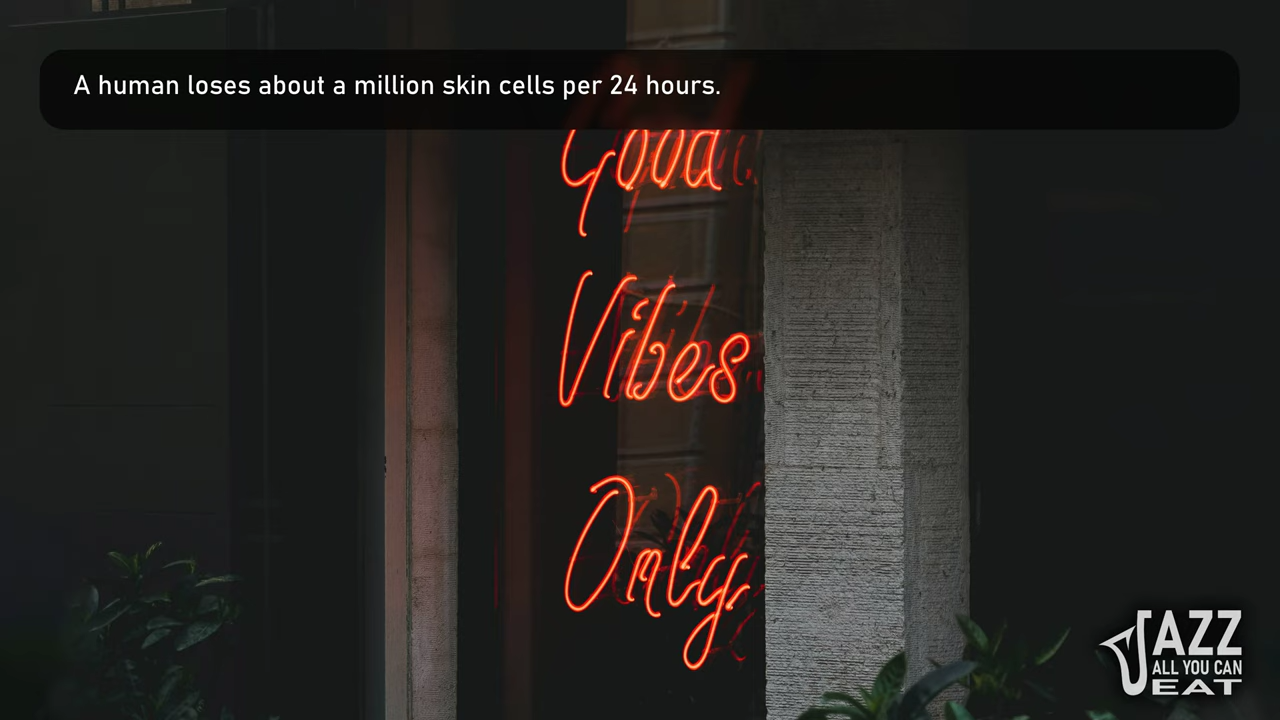 A human loses about a million skin cells per 24 hours.
Good
Vibes
Only
JAZZ
ALL YOU CAN
EAT